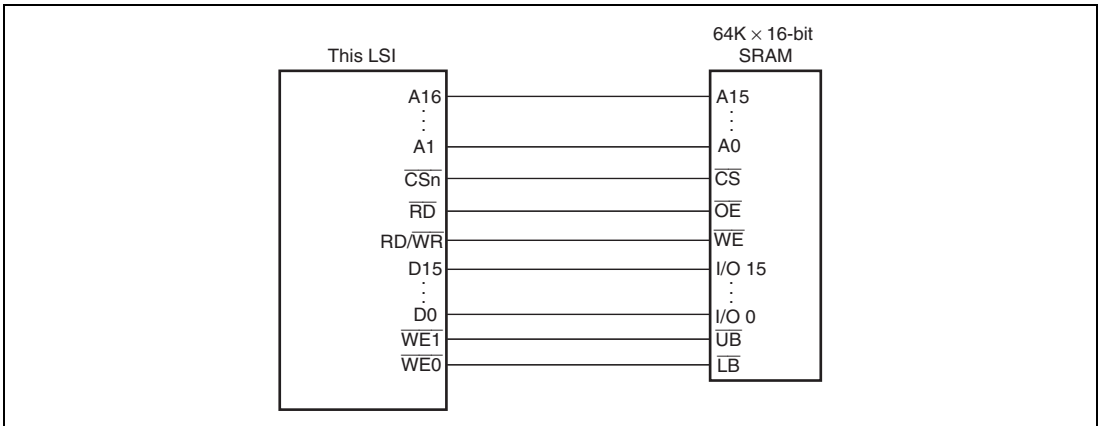 64K × 16-bit
This LSI SRAM
A16 A15
A1 A0
CSn CS
RD OE
RD/WR WE
D15 I/O 15
D0 I/O 0
WE1 UB
WE0 LB